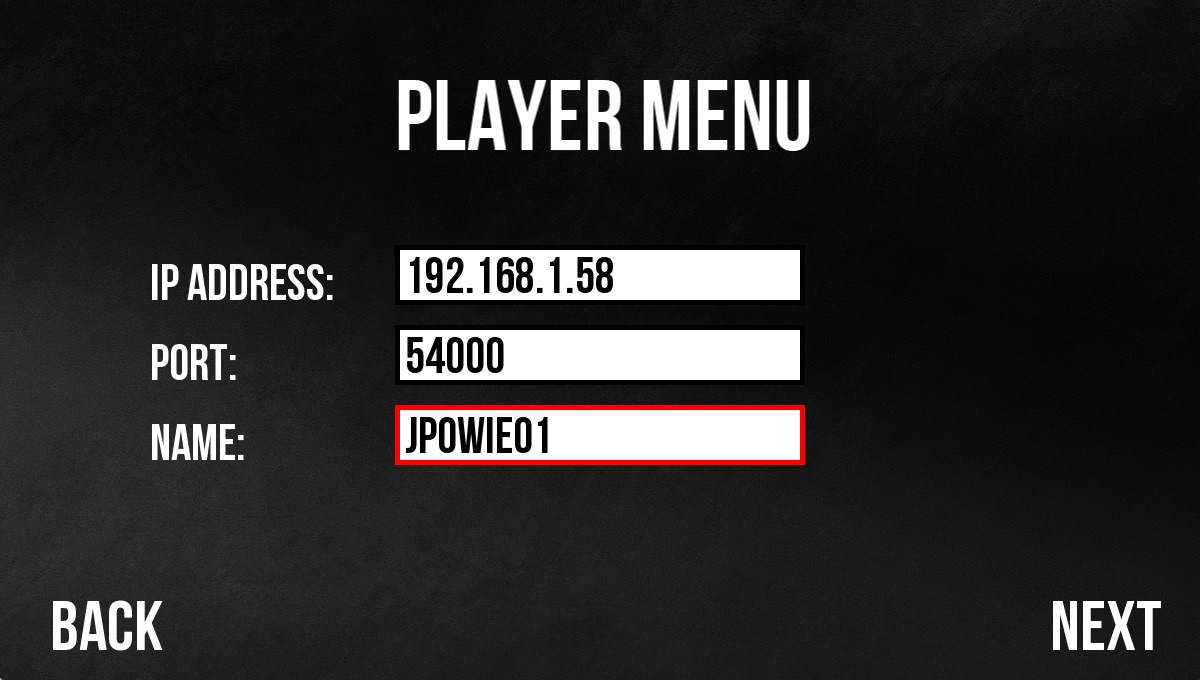 PLAYER MENU
IP ADDRESS: 192.168.1.58
PORT: 54000
NAME: JPOWIE01
BACK NEXT